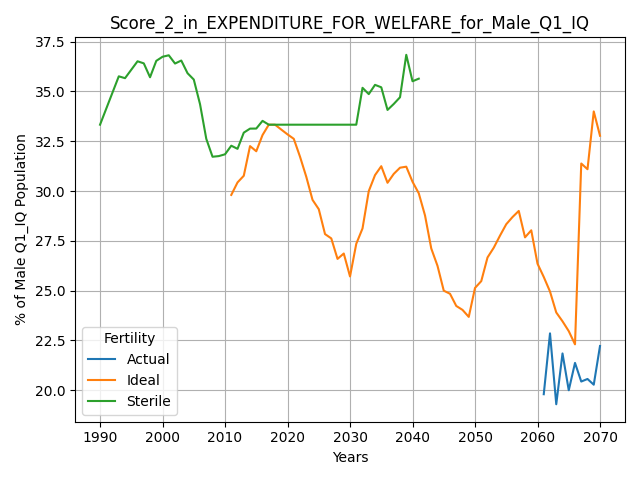 Score_2_in_EXPENDITURE_FOR_WELFARE_for_Male_Q1_IQ
% of Male Q1_IQ Population
37.5
35.0
32.5
30.0
27.5
25.0
22.5
20.0
Fertility
Actual
Ideal
Sterile
1990 2000 2010 2020 2030 2040 2050 2060 2070
Years